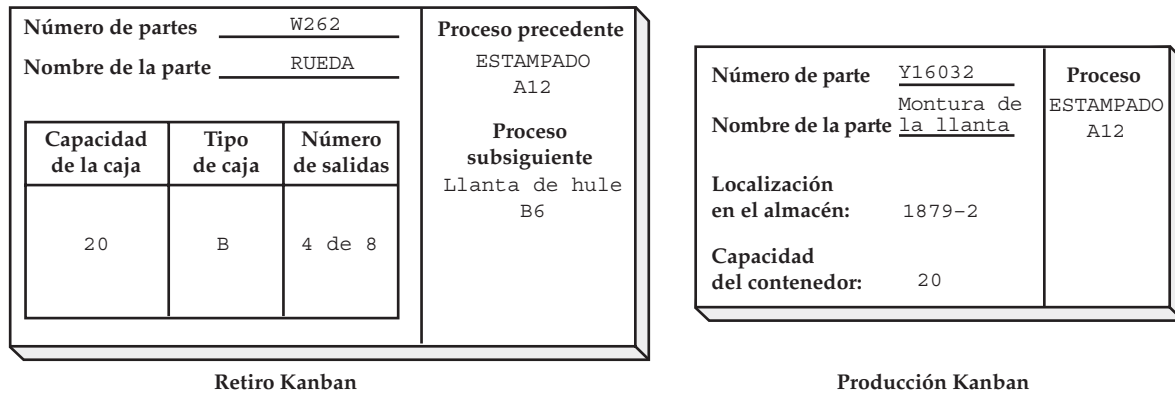 Número de partes W262
Nombre de la parte RUEDA
Capacidad de la caja
Tipo de caja
Número de salidas
20
B
4 de 8
Proceso precedente
ESTAMPADO
A12
Proceso
subsiguiente
Llanta de hule
B6
Retiro Kanban
Número de parte Y16032
Nombre de la parte Montura de la llanta
Localización
en el almacén: 1879-2
Capacidad
del contenedor: 20
Proceso
ESTAMPADO
A12
Producción Kanban